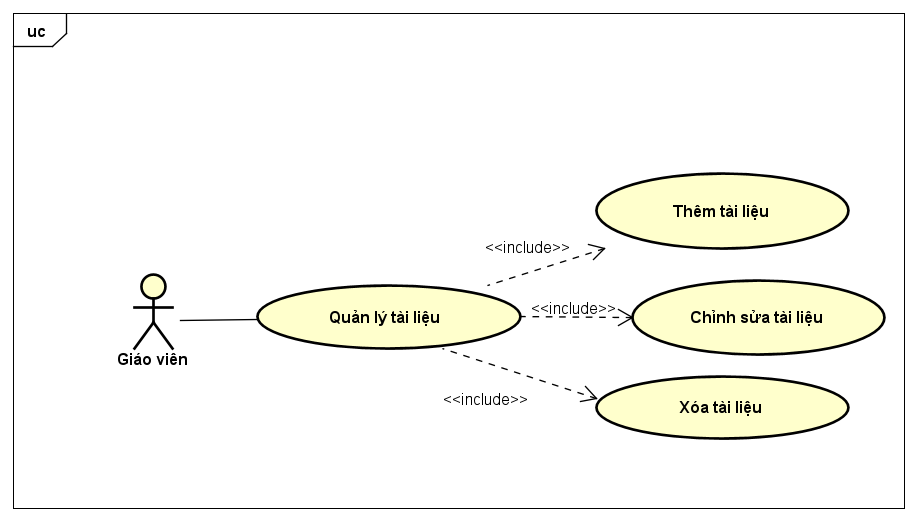 uc
Thêm tài liệu
<<include>>
<<include>>
Quản lý tài liệu
Chỉnh sửa tài liệu
Giáo viên
<<include>>
Xóa tài liệu